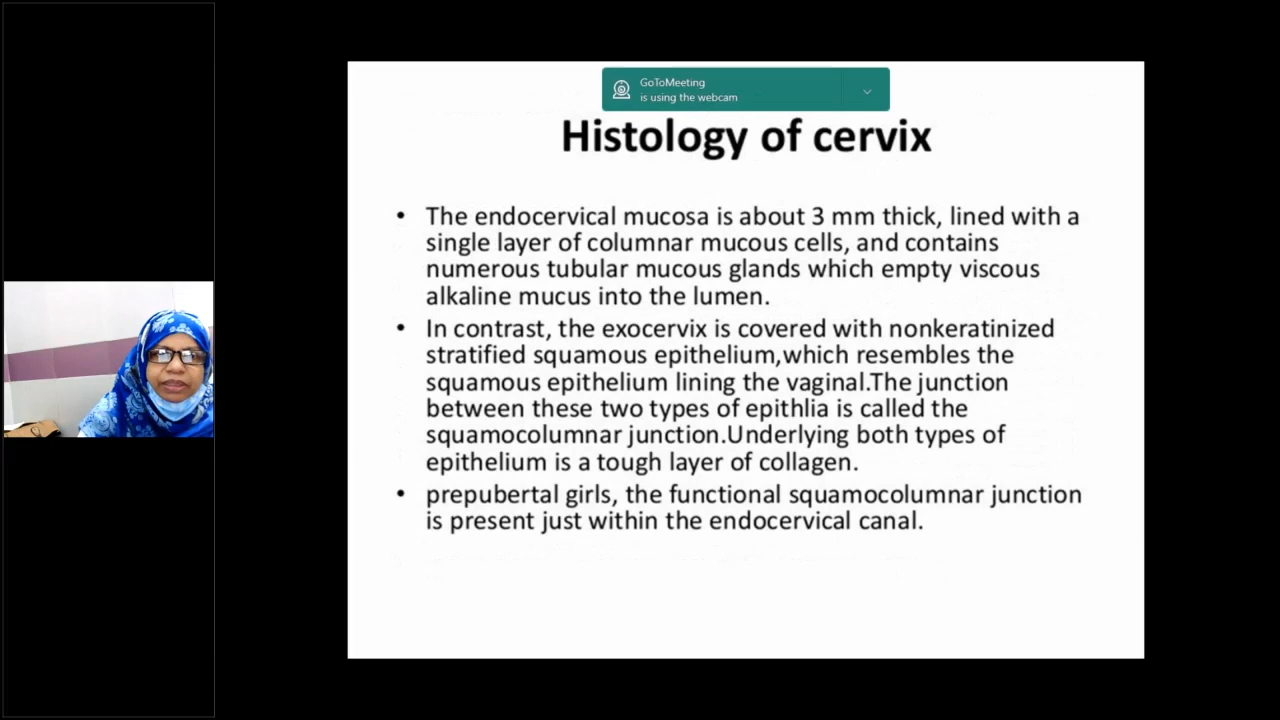 GoToMeeting
is using the webcam
Histology of cervix
• The endocervical mucosa is about 3 mm thick, lined with a
single layer of columnar mucous cells, and contains
numerous tubular mucous glands which empty viscous
alkaline mucus into the lumen.
• In contrast, the exocervix is covered with nonkeratinized
stratified squamous epithelium,which resembles the
squamous epithelium lining the vaginal.The junction
between these two types of epithlia is called the
squamocolumnar junction.Underlying both types of
epithelium is a tough layer of collagen.
• prepubertal girls, the functional squamocolumnar junction
is present just within the endocervical canal.